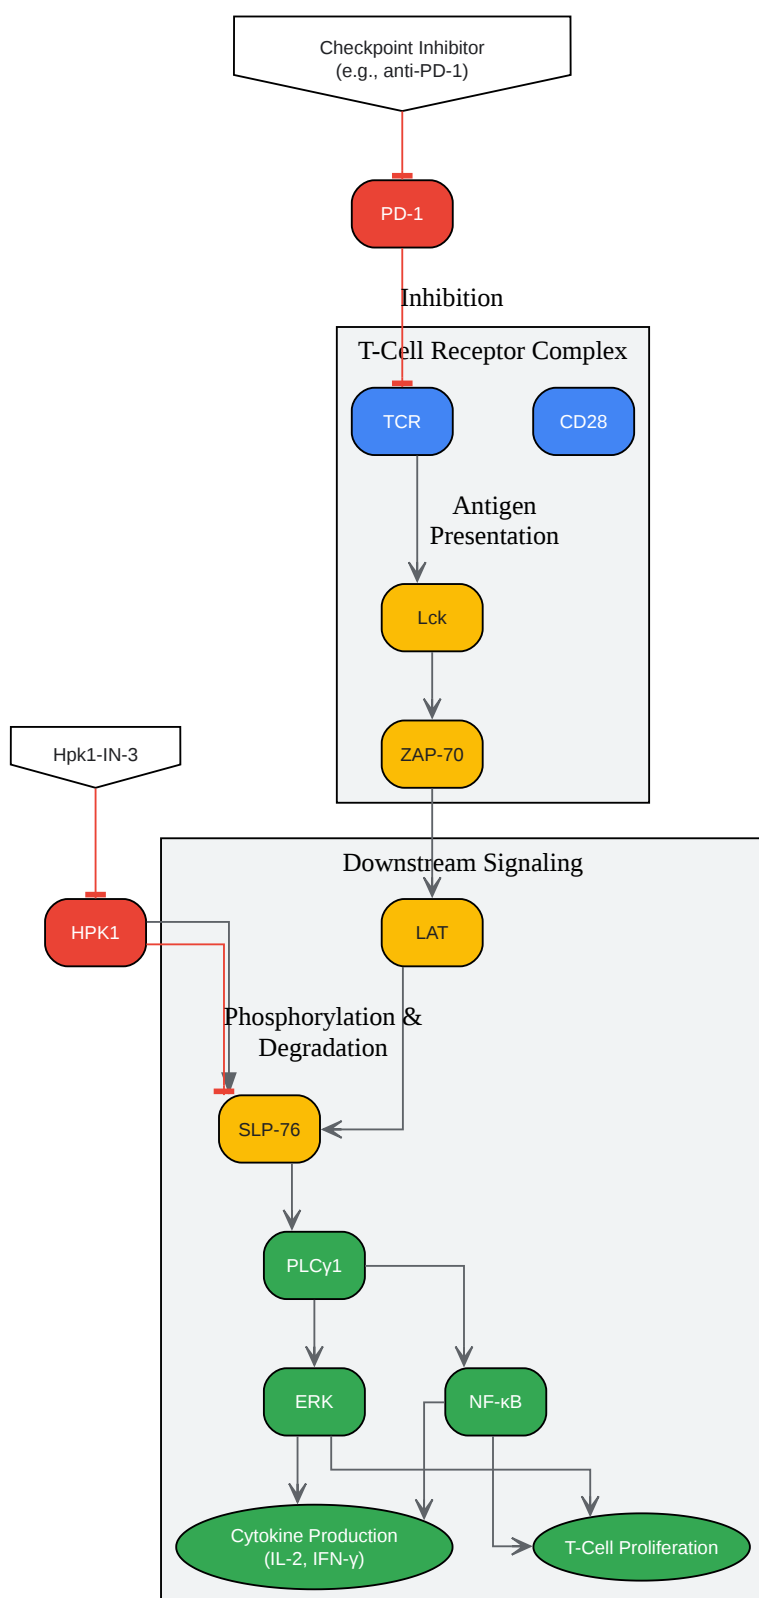 Checkpoint Inhibitor
(e.g., anti-PD-1)
PD-1
Inhibition
T-Cell Receptor Complex
TCR
CD28
Antigen
Presentation
Lck
Hpk1-IN-3
ZAP-70
Downstream Signaling
HPK1
LAT
Phosphorylation &
Degradation
SLP-76
PLCγ1
ERK
NF-κB
Cytokine Production
(IL-2, IFN-γ)
T-Cell Proliferation